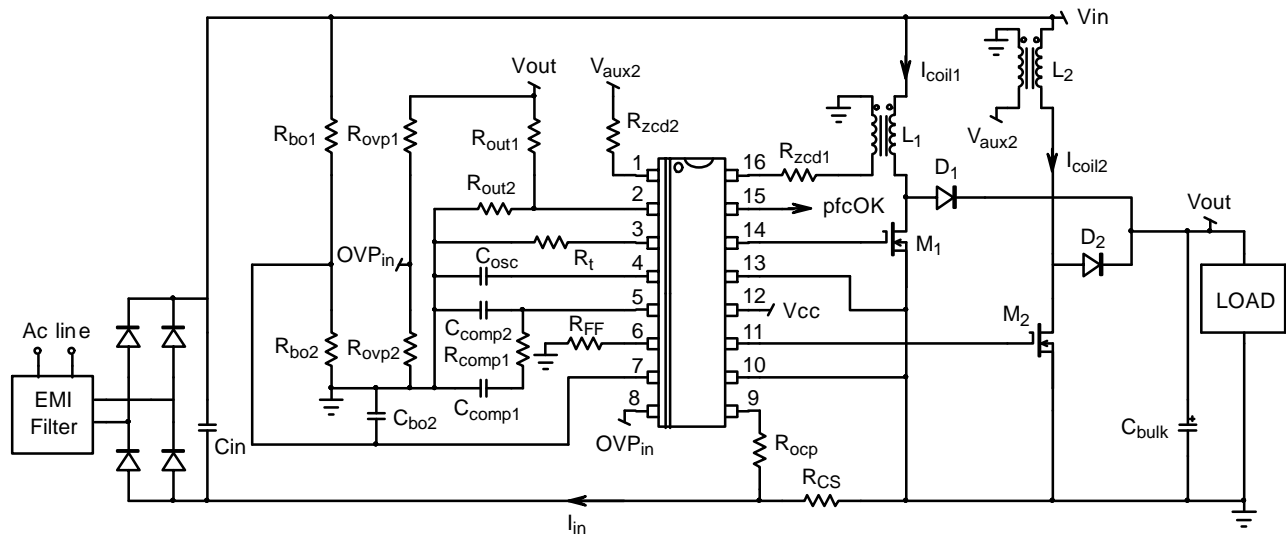 Vin
Vout
Vaux2
Icoil1
L2
Rbo1
Rovp1
Rout1
Rzcd2
L1
Vaux2
Rzcd1
1
16
D1
Icoil2
Rout2
2
15
pfcOK
Vout
3
14
M1
OVPin
Rt
D2
Cosc
4
13
LOAD
5
12
Vcc
Ac line
Ccomp2
RFF
M2
Rbo2
Rovp2
Rcomp1
6
11
7
10
EMI
Filter
Cbo2
Ccomp1
8
9
Cin
OVPin
Rocp
Cbulk
RCS
Iin